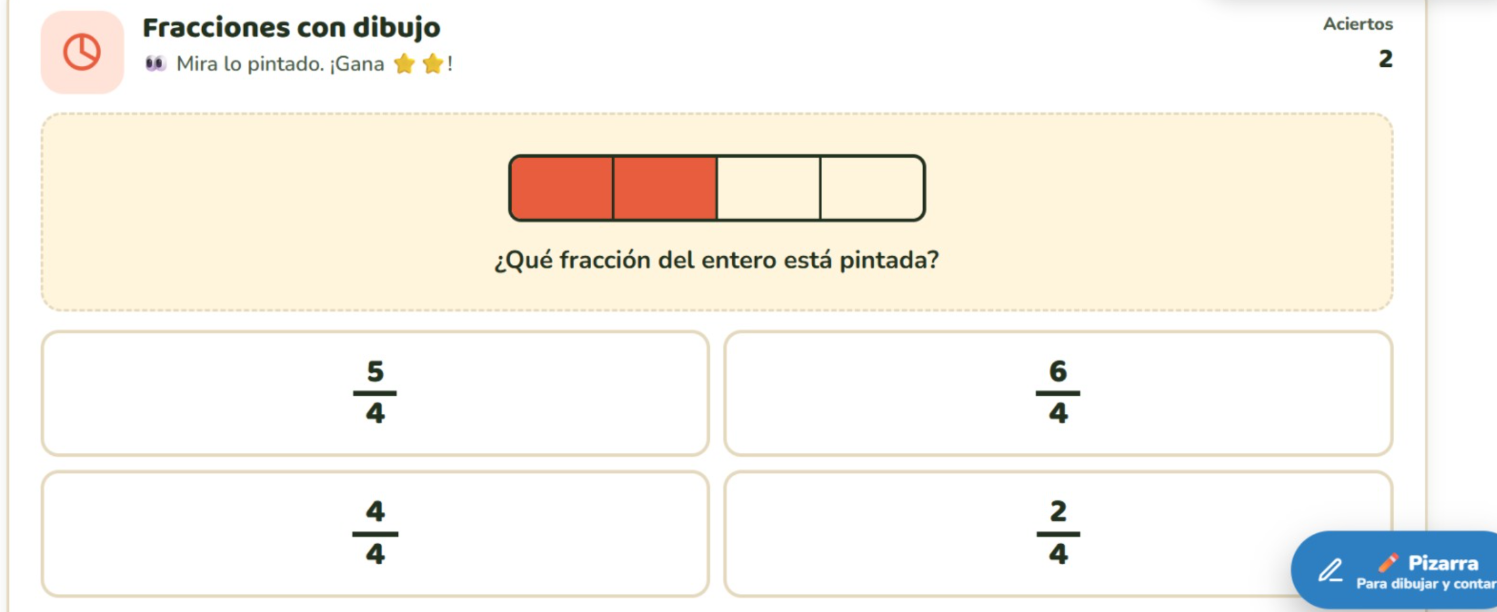 Fracciones con dibujo
👀 Mira lo pintado. ¡Gana ⭐ ⭐!
Aciertos
2
¿Qué fracción del entero está pintada?
5
4
6
4
4
4
2
4
Pizarra
Para dibujar y contar